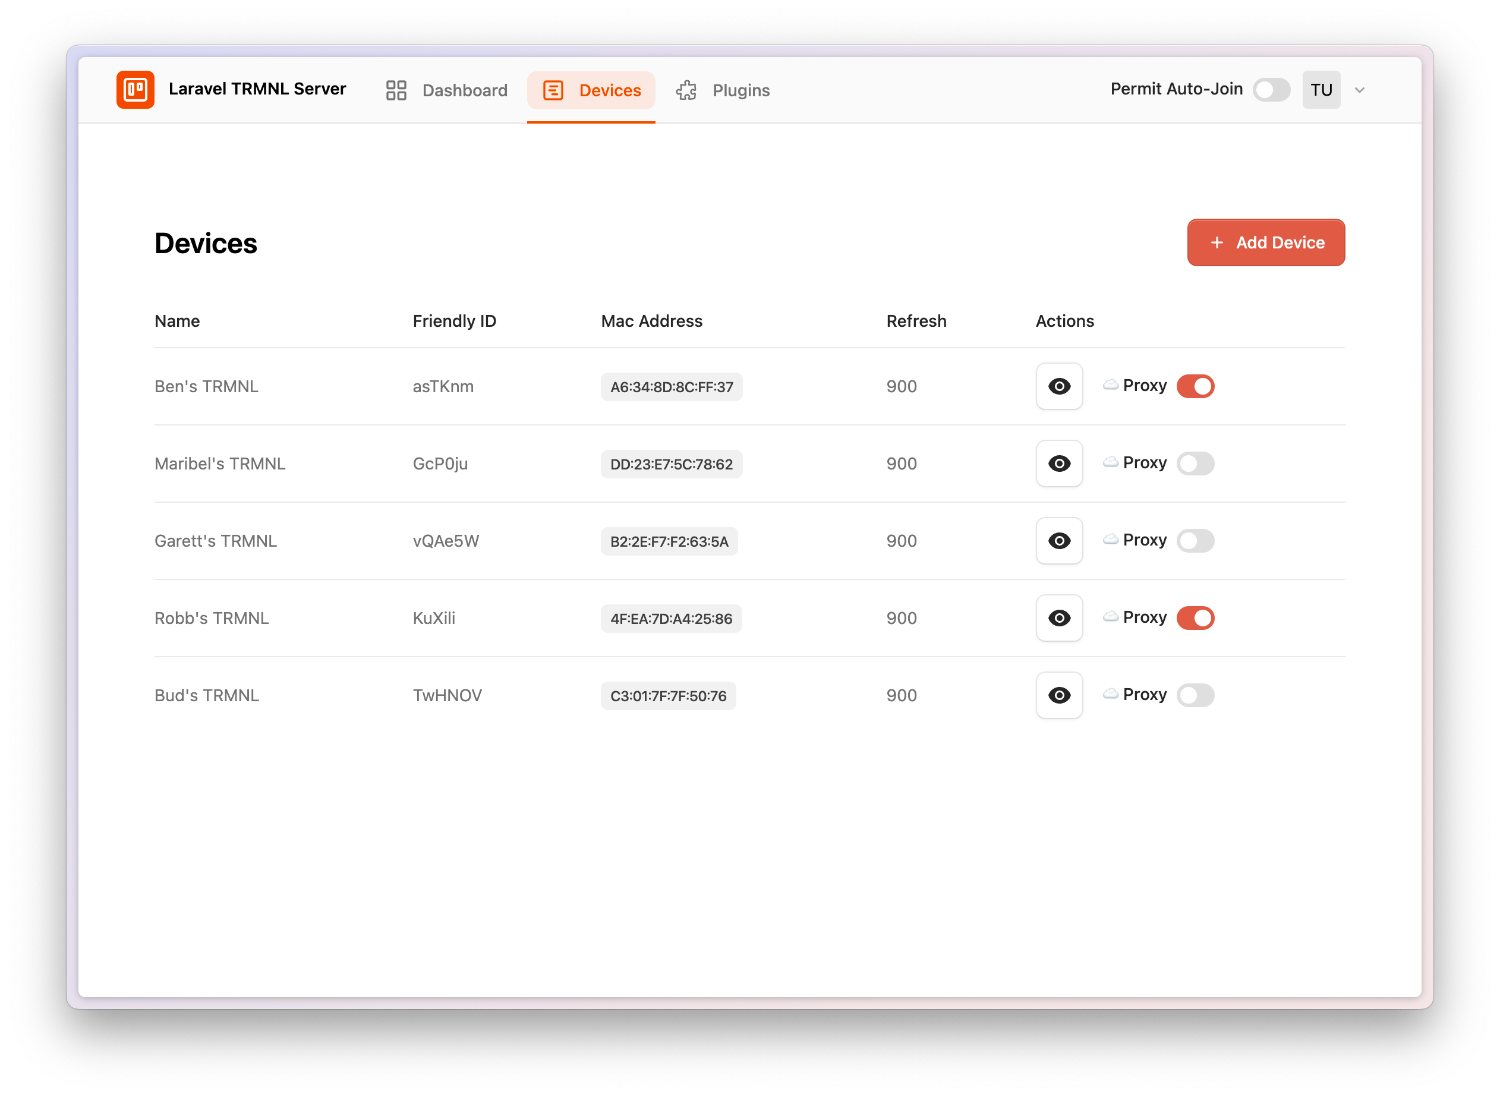 Laravel TRMNL Server Dashboard Devices Plugins Permit Auto-Join TU
Devices + Add Device
Name Friendly ID Mac Address Refresh Actions
Ben's TRMNL asTKnm A6:34:8D:8C:FF:37 900 Proxy
Maribel's TRMNL GcP0ju DD:23:E7:5C:78:62 900 Proxy
Garett's TRMNL vQAe5W B2:2E:F7:F2:63:5A 900 Proxy
Robb's TRMNL KuXili 4F:EA:7D:A4:25:86 900 Proxy
Bud's TRMNL TwHNOV C3:01:7F:7F:50:76 900 Proxy